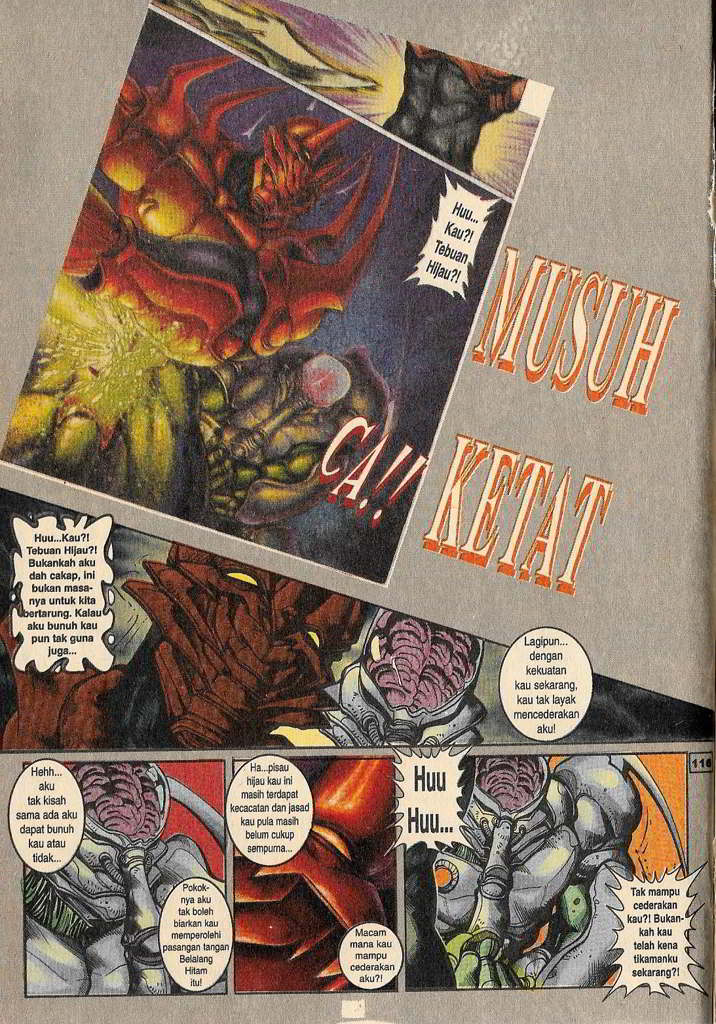 Huu...
Kau?!
Tebuan
Hijau?!
MUSUH
KETAT
CA!!
Huu...Kau?!
Tebuan Hijau?!
Bukankah aku
dah cakap, ini
bukan masa-
nya untuk kita
bertarung. Kalau
aku bunuh kau
pun tak guna
juga...
Lagipun...
dengan
kekuatan
kau sekarang,
kau tak layak
mencederakan
aku!
Hehh...
aku
tak kisah
sama ada aku
dapat bunuh
kau atau
tidak...
Pokok-
nya aku
tak boleh
biarkan kau
memperolehi
pasangan tangan
Belalang
Hitam
itu!
Ha...pisau
hijau kau ini
masih terdapat
kecacatan dan jasad
kau pula masih
belum cukup
sempurna...
Macam
mana kau
mampu
cederakan
aku?!
Huu
Huu...
Tak mampu
cederakan
kau?! Bukan-
kah kau
telah kena
tikamanku
sekarang?!
116